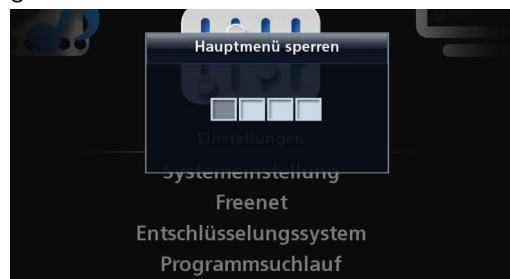 Hauptmenü sperren
Einstellungen
Systemeinstellung
Freenet
Entschlüsselungssystem
Programmsuchlauf